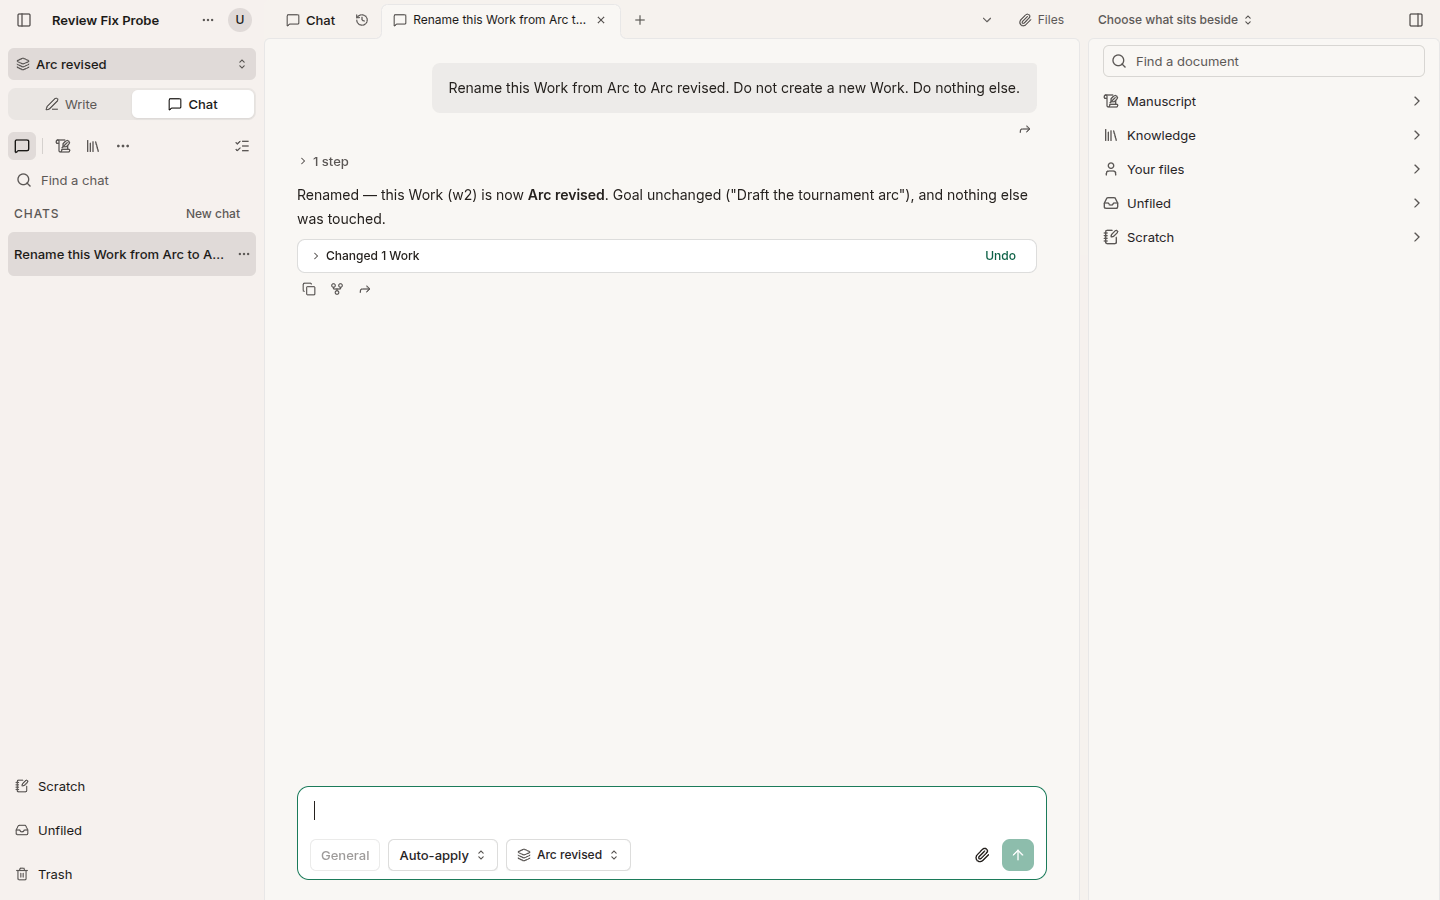 Review Fix Probe
U
Arc revised
Write
Chat
Find a chat
CHATS
New chat
Rename this Work from Arc to A...
Scratch
Unfiled
Trash
Chat
Rename this Work from Arc t...
Files
Rename this Work from Arc to Arc revised. Do not create a new Work. Do nothing else.
1 step
Renamed — this Work (w2) is now Arc revised. Goal unchanged ("Draft the tournament arc"), and nothing else
was touched.
Changed 1 Work
Undo
General
Auto-apply
Arc revised
Choose what sits beside
Find a document
Manuscript
Knowledge
Your files
Unfiled
Scratch